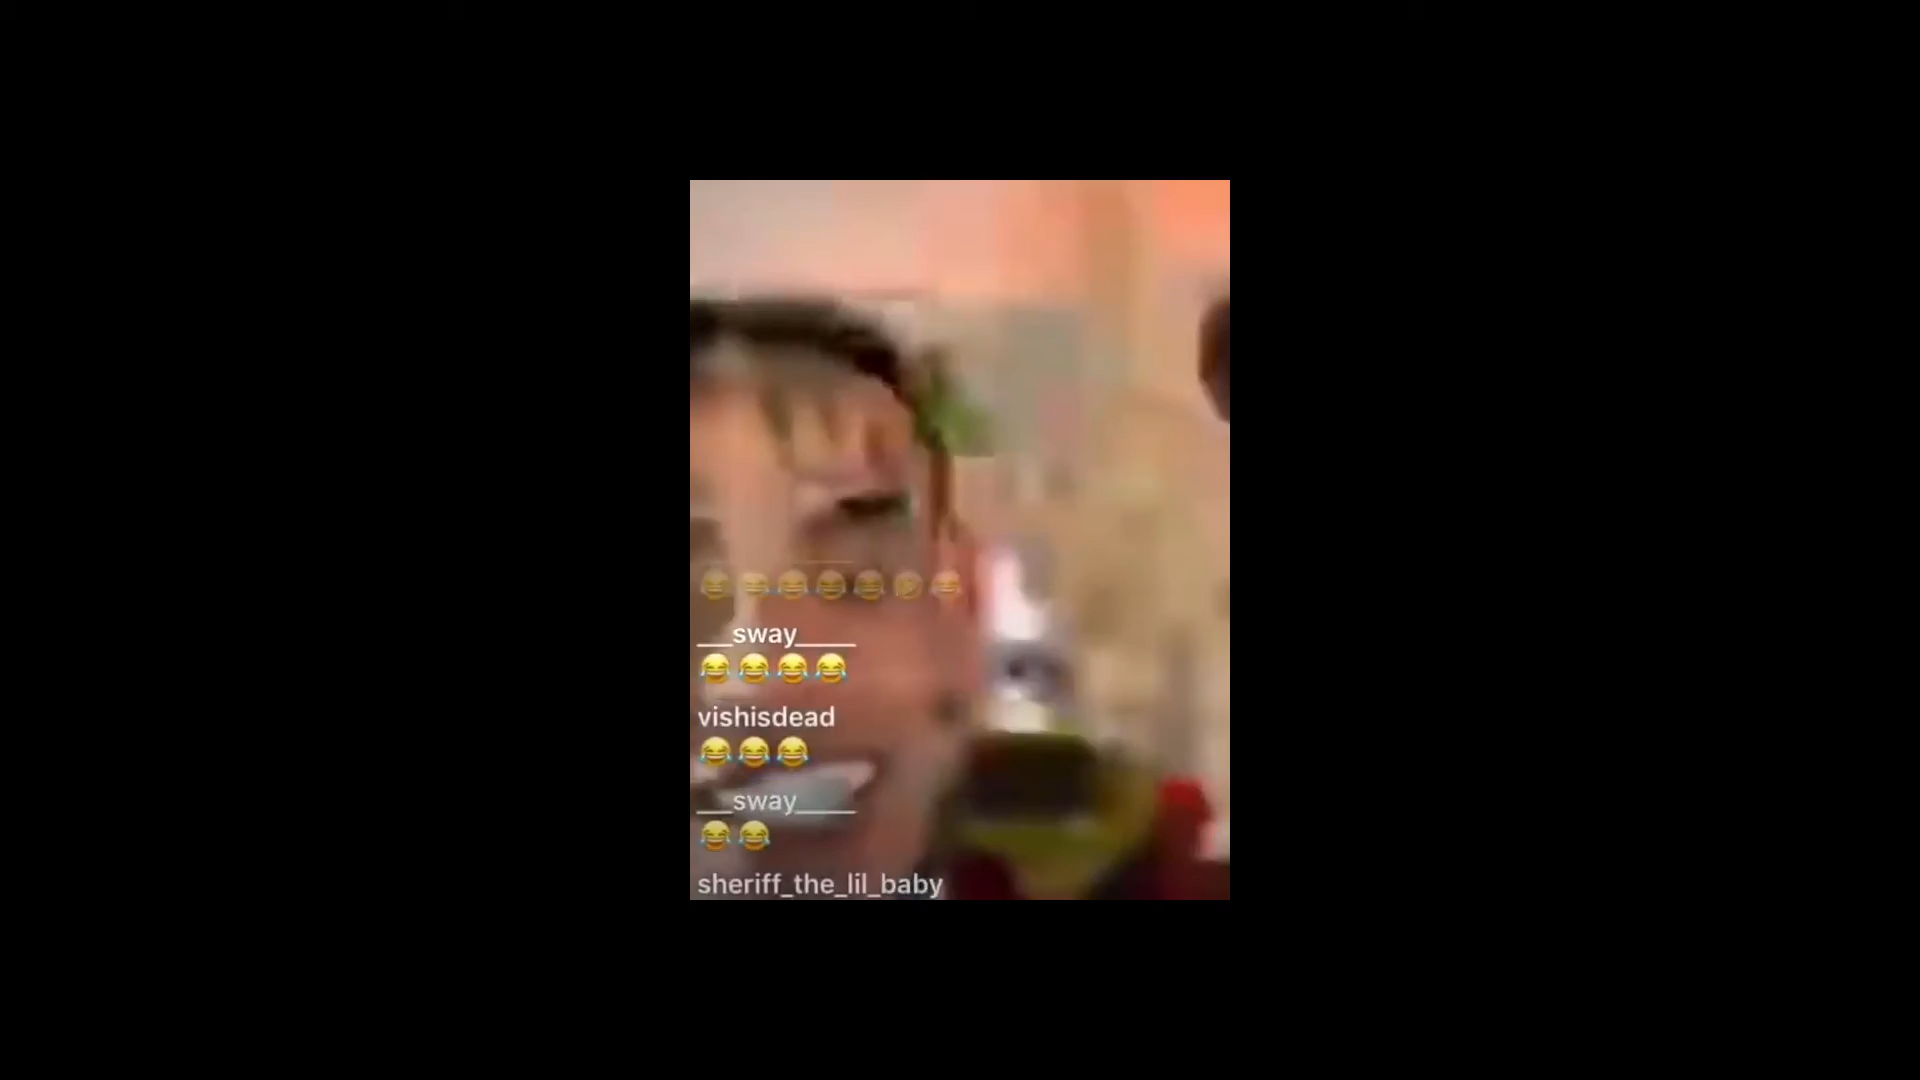 __sway____
😂😂😂😂
vishisdead
😂😂😂
__sway____
😂😂
sheriff_the_lil_baby